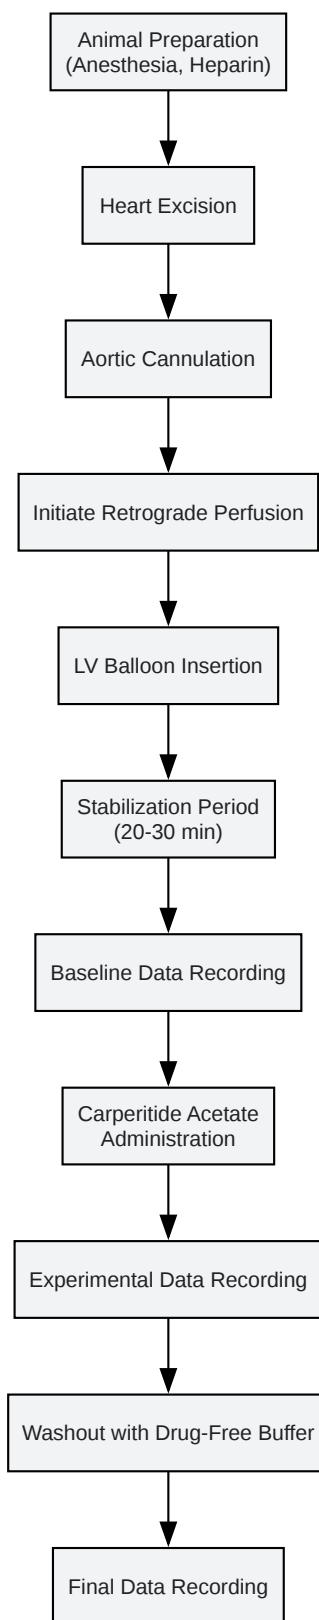 Animal Preparation
(Anesthesia, Heparin)
Heart Excision
Aortic Cannulation
Initiate Retrograde Perfusion
LV Balloon Insertion
Stabilization Period
(20-30 min)
Baseline Data Recording
Carperitide Acetate
Administration
Experimental Data Recording
Washout with Drug-Free Buffer
Final Data Recording